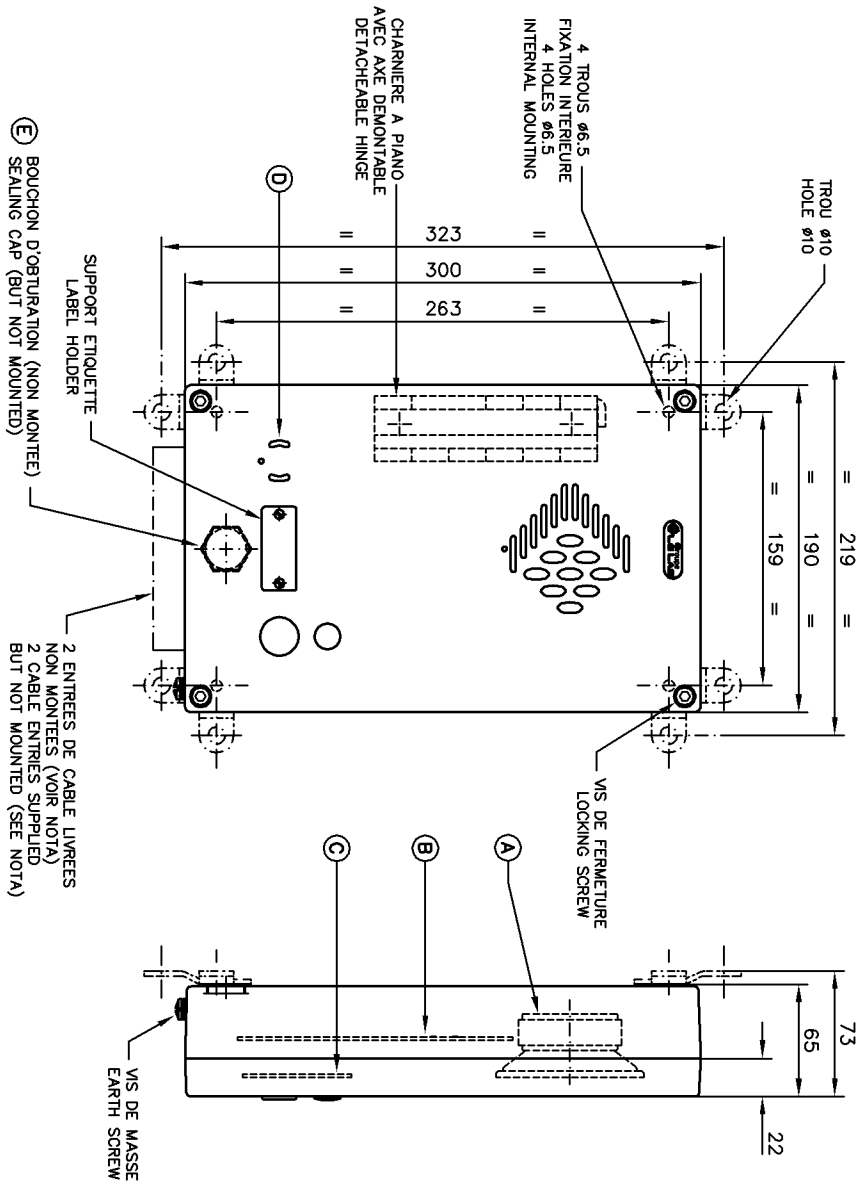 TROU ø10
HOLE ø10
4 TROUS ø6.5
FIXATION INTERIEURE
4 HOLES ø6.5
INTERNAL MOUNTING
CHARNIERE A PIANO
AVEC AXE DEMONTABLE
DETACHEABLE HINGE
D
SUPPORT ETIQUETTE
LABEL HOLDER
E
BOUCHON D'OBTURATION (NON MONTEE)
SEALING CAP (BUT NOT MOUNTED)
= 323 =
= 300 =
= 263 =
= 219 =
= 190 =
= 159 =
VIS DE FERMETURE
LOCKING SCREW
2 ENTREES DE CABLE LIVREES
NON MONTEES (VOIR NOTA)
2 CABLE ENTRIES SUPPLIED
BUT NOT MOUNTED (SEE NOTA)
A
B
C
73
65
22
VIS DE MASSE
EARTH SCREW